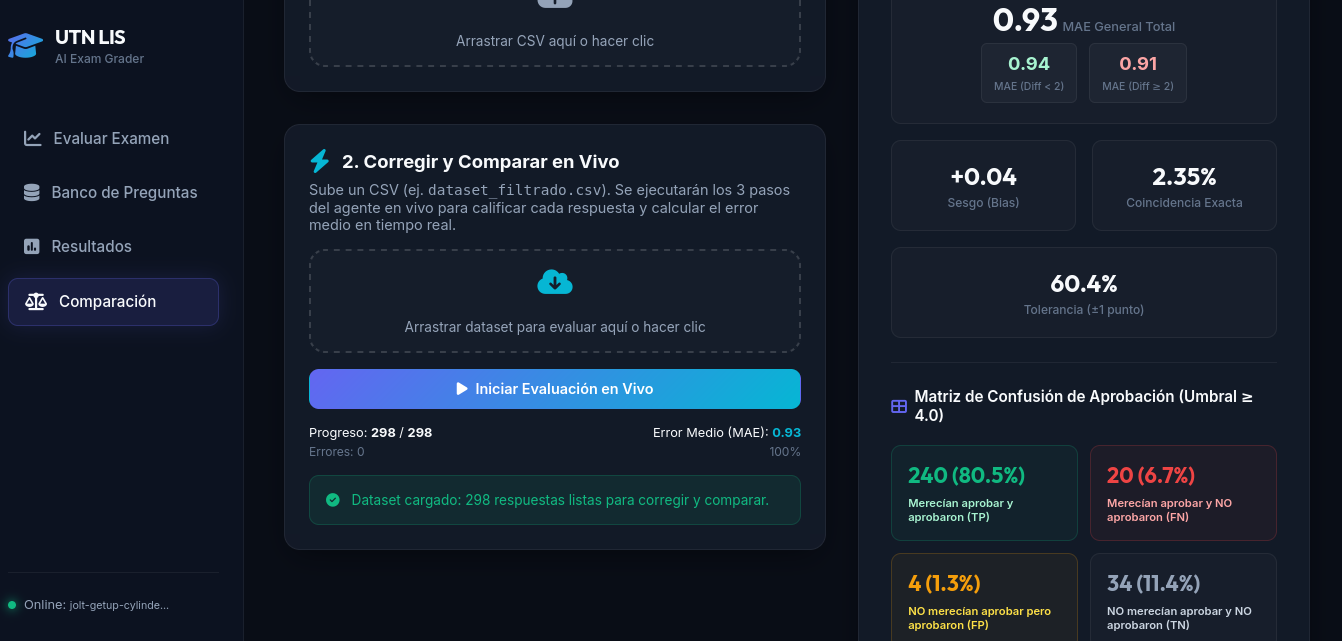 UTN LIS
AI Exam Grader
Evaluar Examen
Banco de Preguntas
Resultados
Comparación
Online: jolt-getup-cylinde...
Arrastrar CSV aquí o hacer clic
2. Corregir y Comparar en Vivo
Sube un CSV (ej. dataset_filtrado.csv). Se ejecutarán los 3 pasos
del agente en vivo para calificar cada respuesta y calcular el error
medio en tiempo real.
Arrastrar dataset para evaluar aquí o hacer clic
Iniciar Evaluación en Vivo
Progreso: 298 / 298
Error Medio (MAE): 0.93
Errores: 0
100%
Dataset cargado: 298 respuestas listas para corregir y comparar.
0.93 MAE General Total
0.94
MAE (Diff < 2)
0.91
MAE (Diff ≥ 2)
+0.04
Sesgo (Bias)
2.35%
Coincidencia Exacta
60.4%
Tolerancia (±1 punto)
Matriz de Confusión de Aprobación (Umbral ≥
4.0)
240 (80.5%)
Merecían aprobar y
aprobaron (TP)
20 (6.7%)
Merecían aprobar y NO
aprobaron (FN)
4 (1.3%)
NO merecían aprobar pero
aprobaron (FP)
34 (11.4%)
NO merecían aprobar y NO
aprobaron (TN)